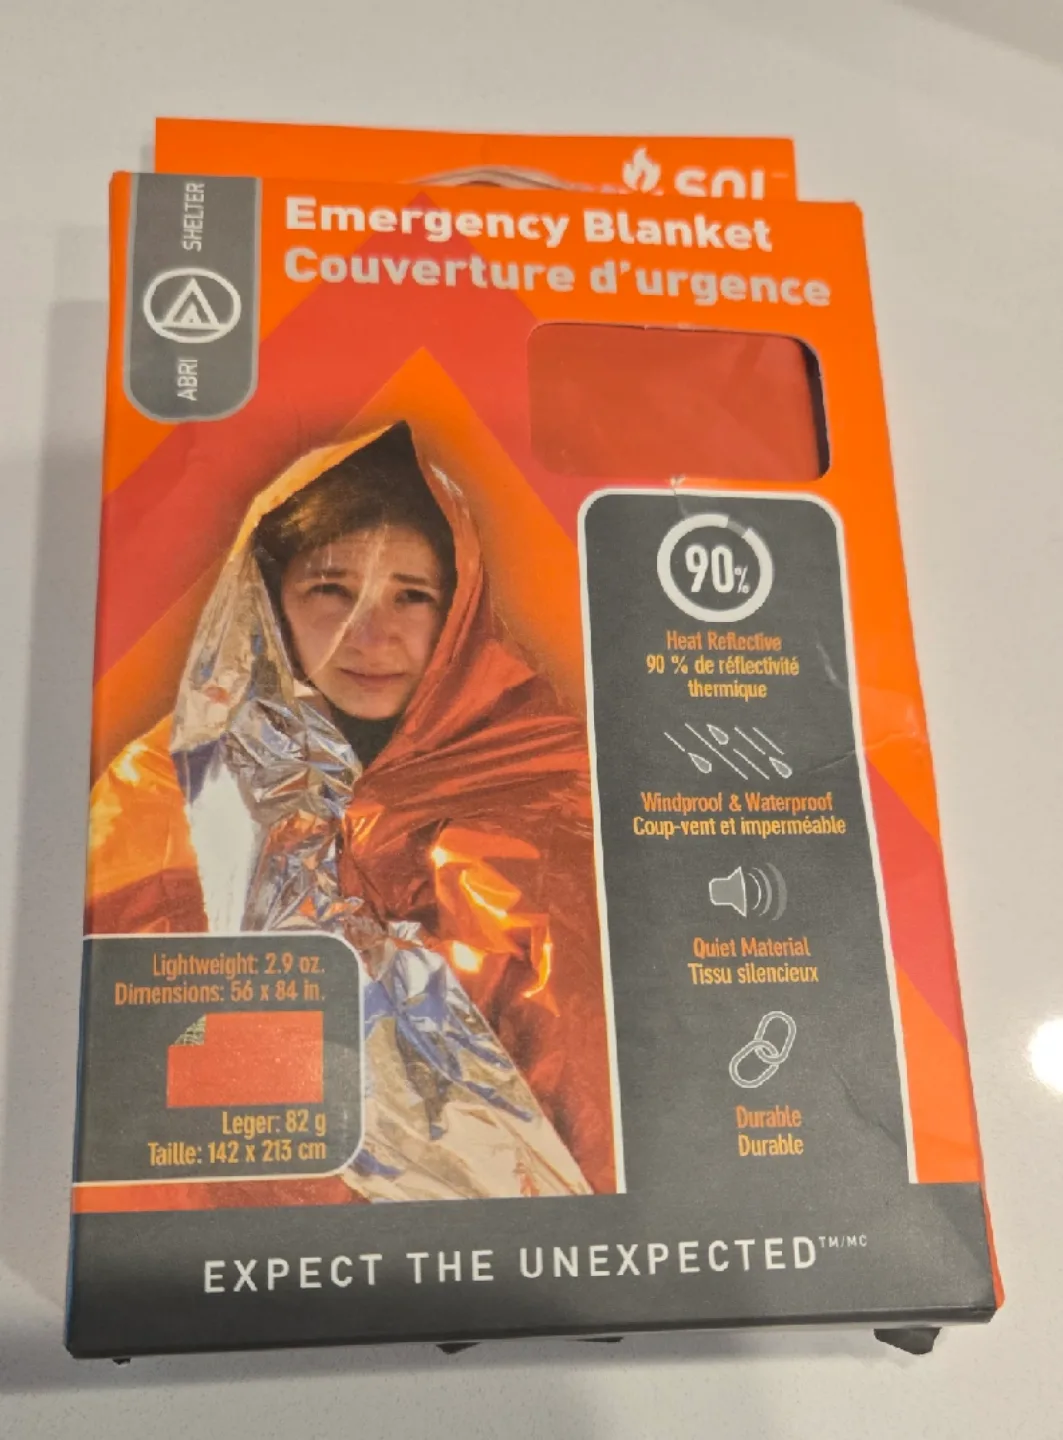 SOL
SHELTER
ABRI
Emergency Blanket
Couverture d'urgence
90%
Heat Reflective
90 % de réflectivité
thermique
Windproof & Waterproof
Coup-vent et imperméable
Quiet Material
Tissu silencieux
Durable
Durable
Lightweight: 2.9 oz.
Dimensions: 56 x 84 in.
Leger: 82 g
Taille: 142 x 213 cm
EXPECT THE UNEXPECTED™/MC